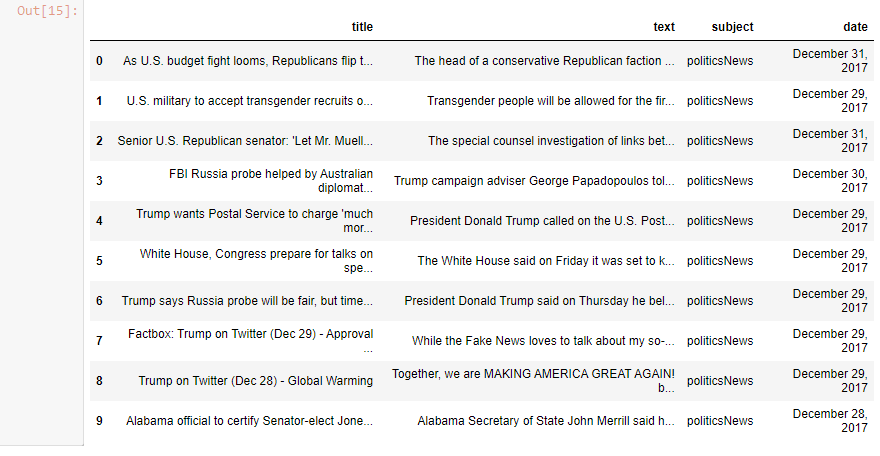 Out[15]:
title text subject date
0 As U.S. budget fight looms, Republicans flip t... The head of a conservative Republican faction ... politicsNews December 31, 2017
1 U.S. military to accept transgender recruits o... Transgender people will be allowed for the fir... politicsNews December 29, 2017
2 Senior U.S. Republican senator: 'Let Mr. Muell... The special counsel investigation of links bet... politicsNews December 31, 2017
3 FBI Russia probe helped by Australian diplomat... Trump campaign adviser George Papadopoulos tol... politicsNews December 30, 2017
4 Trump wants Postal Service to charge 'much mor... President Donald Trump called on the U.S. Post... politicsNews December 29, 2017
5 White House, Congress prepare for talks on spe... The White House said on Friday it was set to k... politicsNews December 29, 2017
6 Trump says Russia probe will be fair, but time... President Donald Trump said on Thursday he bel... politicsNews December 29, 2017
7 Factbox: Trump on Twitter (Dec 29) - Approval ... While the Fake News loves to talk about my so-... politicsNews December 29, 2017
8 Trump on Twitter (Dec 28) - Global Warming Together, we are MAKING AMERICA GREAT AGAIN! b... politicsNews December 29, 2017
9 Alabama official to certify Senator-elect Jone... Alabama Secretary of State John Merrill said h... politicsNews December 28, 2017